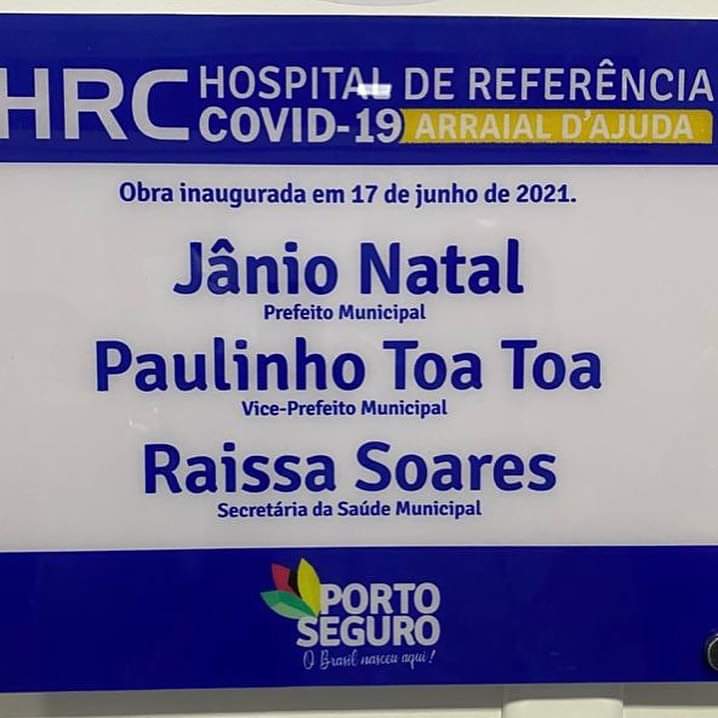 HRC HOSPITAL DE REFERÊNCIA
COVID-19 ARRAIAL D'AJUDA
Obra inaugurada em 17 de junho de 2021.
Jânio Natal
Prefeito Municipal
Paulinho Toa Toa
Vice-Prefeito Municipal
Raissa Soares
Secretária da Saúde Municipal
PORTO
SEGURO
O Brasil nasceu aqui!